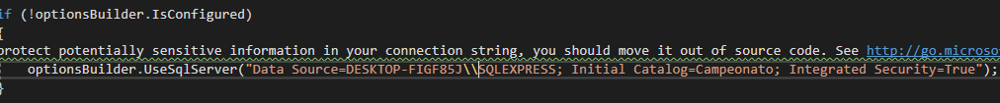 if (!optionsBuilder.IsConfigured)
{
protect potentially sensitive information in your connection string, you should move it out of source code. See http://go.microso
optionsBuilder.UseSqlServer("Data Source=DESKTOP-FIGF85J\\SQLEXPRESS; Initial Catalog=Campeonato; Integrated Security=True");
}